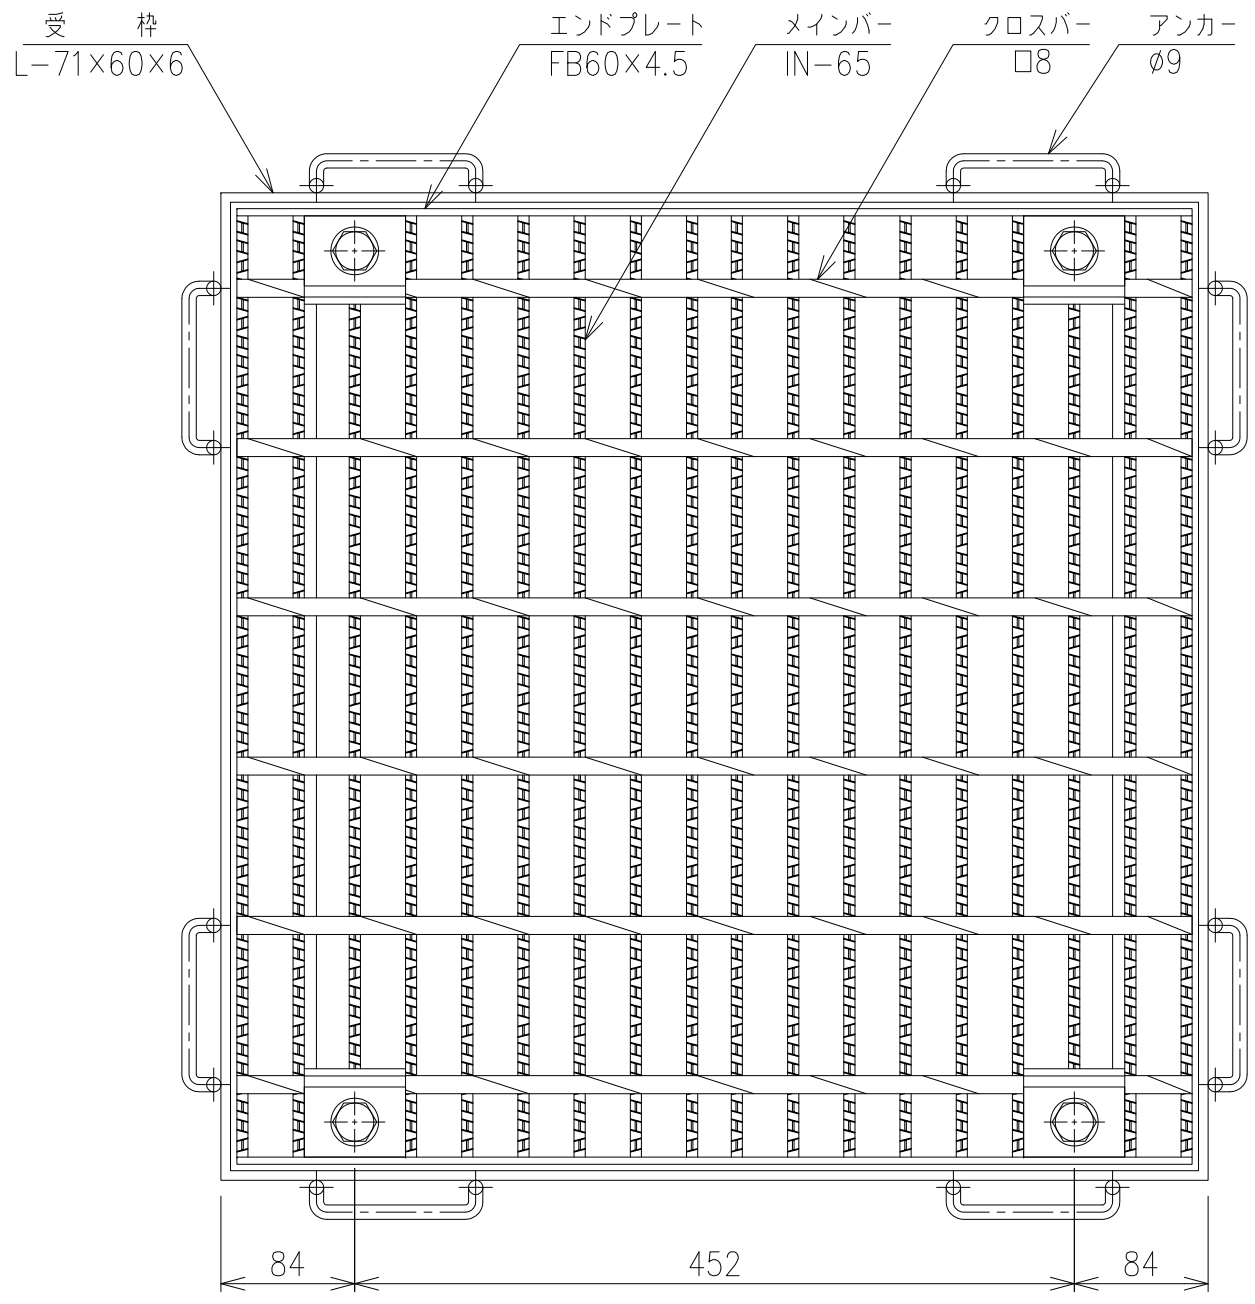 受　枠
L-71×60×6
エンドプレート
FB60×4.5
メインバー
IN-65
クロスバー
□8
アンカー
φ9
84
452
84